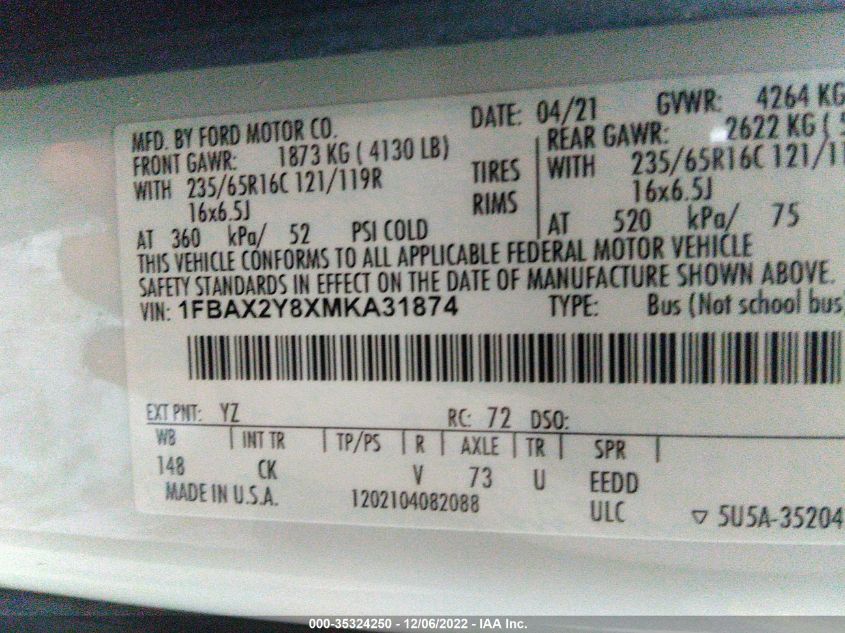 MFD. BY FORD MOTOR CO. DATE: 04/21 GVWR: 4264 KG
FRONT GAWR: 1873 KG ( 4130 LB) REAR GAWR: 2622 KG ( 5
WITH 235/65R16C 121/119R TIRES WITH 235/65R16C 121/11
16x6.5J RIMS 16x6.5J
AT 360 kPa/ 52 PSI COLD AT 520 kPa/ 75
THIS VEHICLE CONFORMS TO ALL APPLICABLE FEDERAL MOTOR VEHICLE
SAFETY STANDARDS IN EFFECT ON THE DATE OF MANUFACTURE SHOWN ABOVE.
VIN: 1FBAX2Y8XMKA31874 TYPE: Bus (Not school bus)
EXT PNT: YZ RC: 72 DSO:
WB | INT TR | TP/PS | R | AXLE | TR | SPR |
148 CK V 73 U EEDD
MADE IN U.S.A. 1202104082088 ULC ▽ 5U5A-35204
000-35324250 - 12/06/2022 - IAA Inc.